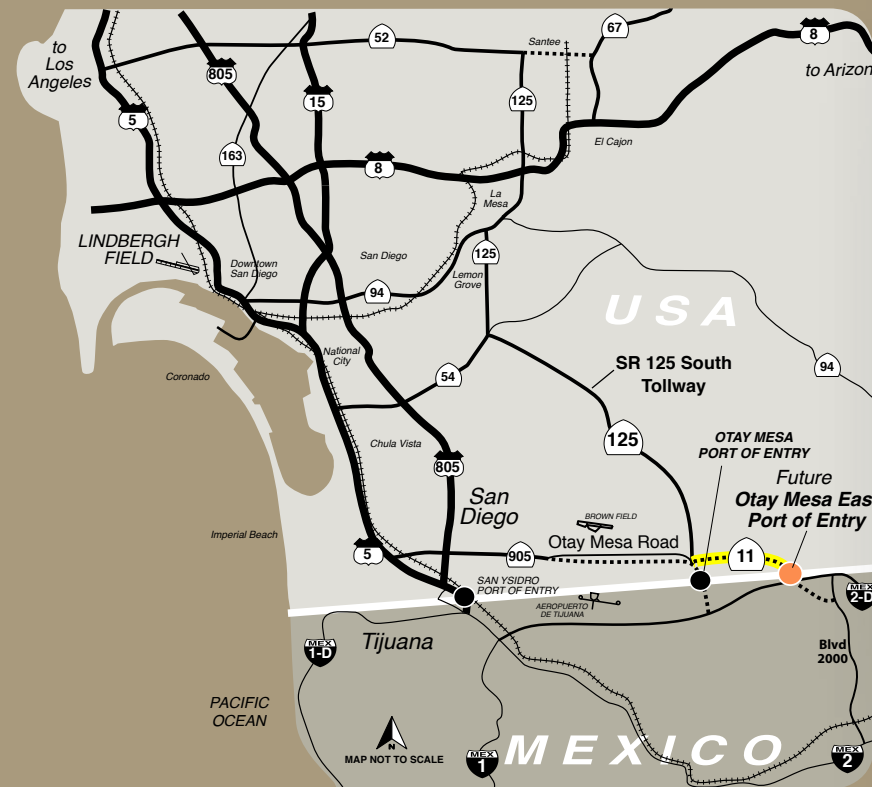 to
Los
Angeles
52
67
Santee
8
to Arizon
805
15
125
5
163
8
El Cajon
La
Mesa
LINDBERGH
FIELD
Downtown
San Diego
San Diego
125
Lemon
Grove
94
USA
National
City
Coronado
54
SR 125 South
Tollway
94
Chula Vista
125
805
OTAY MESA
PORT OF ENTRY
Future
Otay Mesa Eas
Port of Entry
San
Diego
BROWN FIELD
Imperial Beach
Otay Mesa Road
5
905
11
SAN YSIDRO
PORT OF ENTRY
AEROPUERTO
DE TIJUANA
MEX
2-D
Tijuana
MEX
1-D
Blvd
2000
PACIFIC
OCEAN
N
MAP NOT TO SCALE
MEX
1
MEXICO
MEX
2